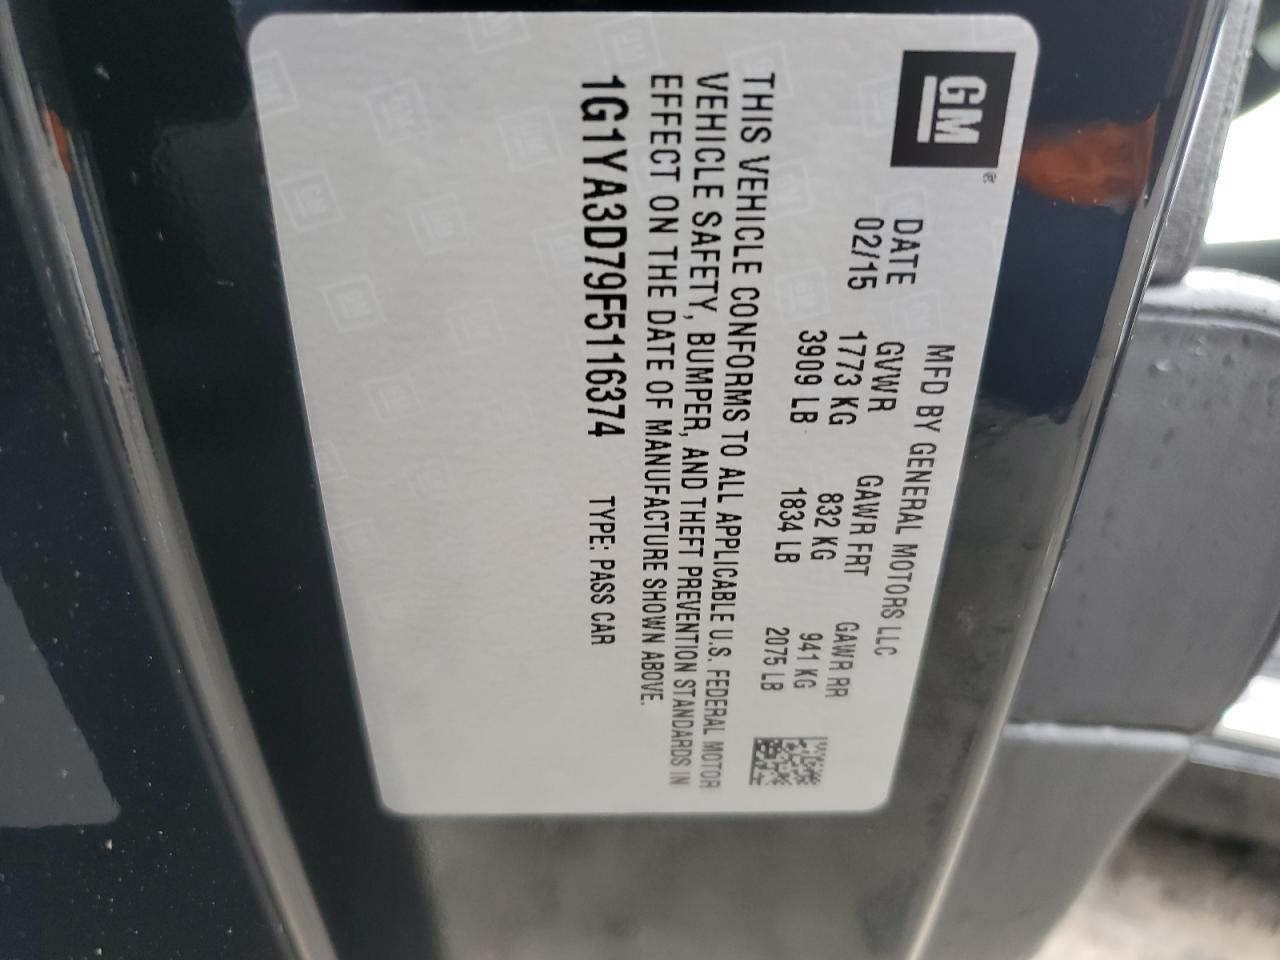 GM
MFD BY GENERAL MOTORS LLC
DATE GVWR GAWR FRT GAWR RR
02/15 1773 KG 832 KG 941 KG
3909 LB 1834 LB 2075 LB
THIS VEHICLE CONFORMS TO ALL APPLICABLE U.S. FEDERAL MOTOR
VEHICLE SAFETY, BUMPER, AND THEFT PREVENTION STANDARDS IN
EFFECT ON THE DATE OF MANUFACTURE SHOWN ABOVE.
1G1YA3D79F5116374 TYPE: PASS CAR